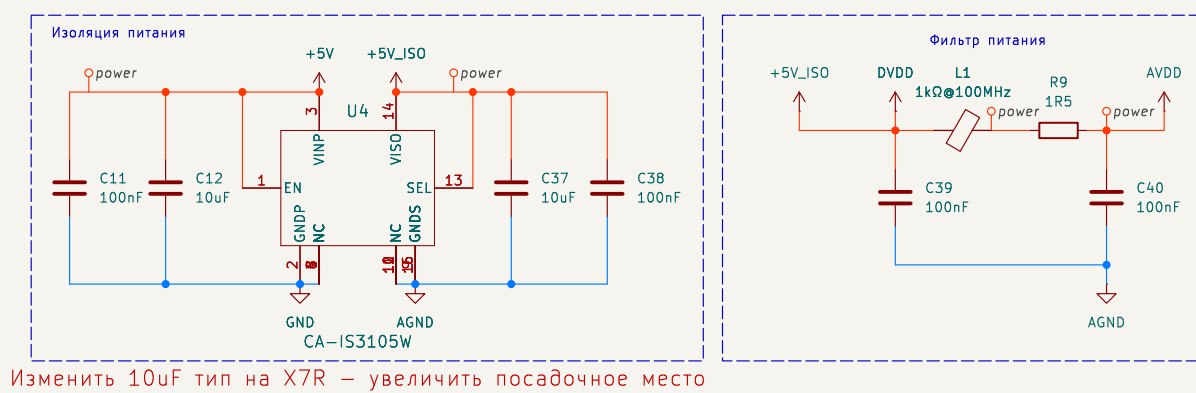 Изоляция питания
Фильтр питания
+5V
+5V_ISO
power
power
U4
3
14
VINP
VISO
C11
100nF
C12
10uF
1
EN
SEL
13
C37
10uF
C38
100nF
GNDP
NC
NC
GNDS
2
GND
AGND
CA-IS3105W
+5V_ISO
DVDD
L1
1kΩ@100MHz
power
R9
1R5
power
AVDD
C39
100nF
C40
100nF
AGND
Изменить 10uF тип на X7R – увеличить посадочное место